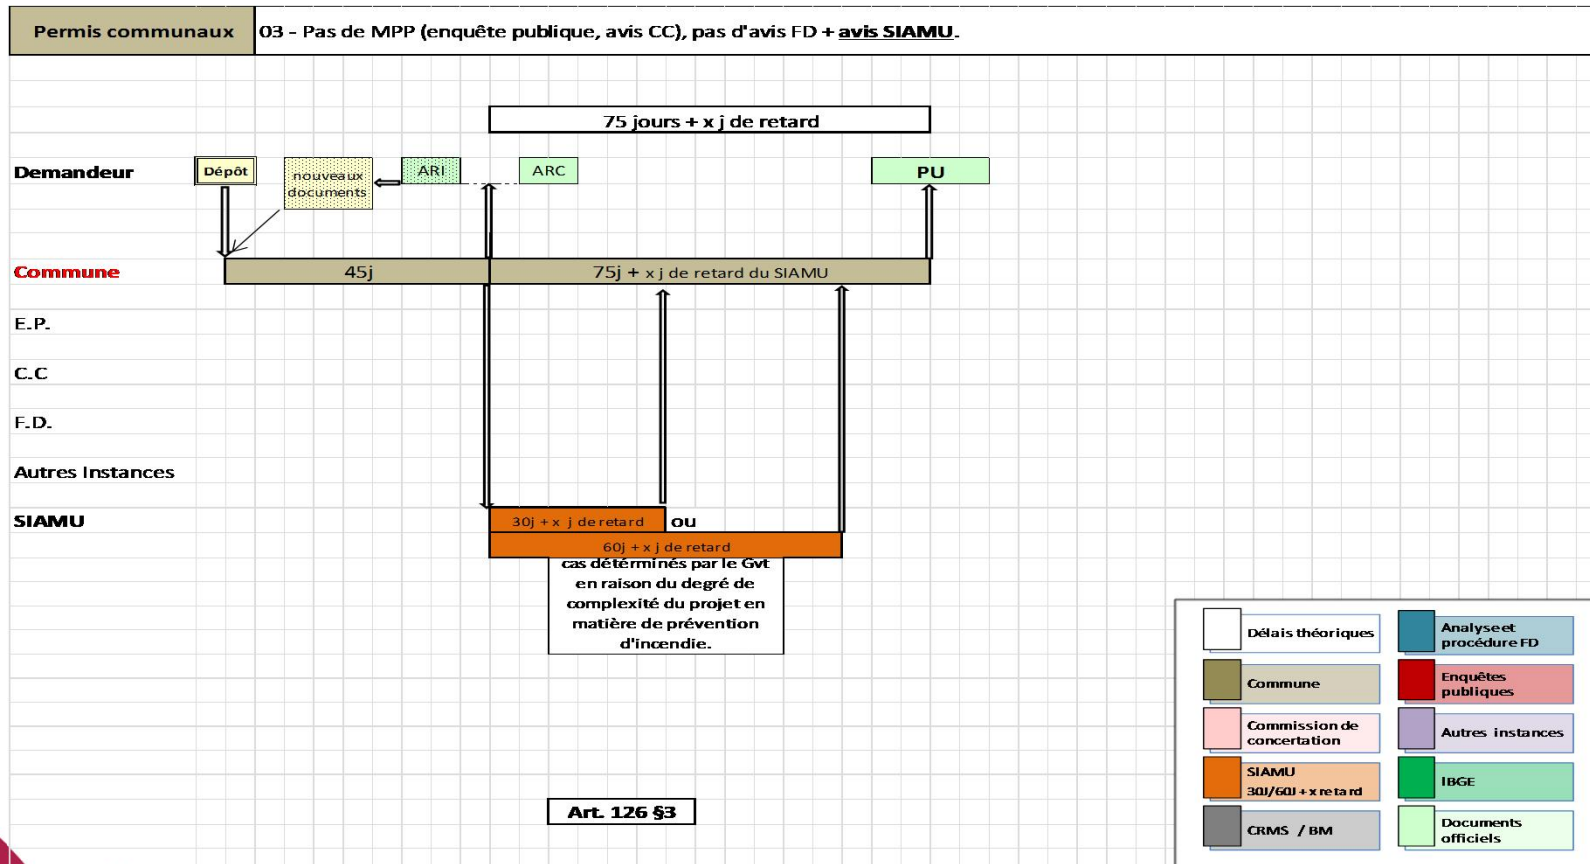 Permis communaux
03 - Pas de MPP (enquête publique, avis CC), pas d'avis FD + avis SIAMU.
75 jours + x j de retard
Demandeur
Dépôt
nouveaux
documents
ARI
ARC
PU
Commune
45j
75j + x j de retard du SIAMU
E.P.
C.C
F.D.
Autres Instances
SIAMU
30j + x j de retard
ou
60j + x j de retard
cas détérminés par le Gvt
en raison du degré de
complexité du projet en
matière de prévention
d'incendie.
Art. 126 §3
Délais théoriques
Commune
Commission de
concertation
SIAMU
30J/60J + x retard
CRMS / BM
Analyse et
procédure FD
Enquêtes
publiques
Autres instances
IBGE
Documents
officiels